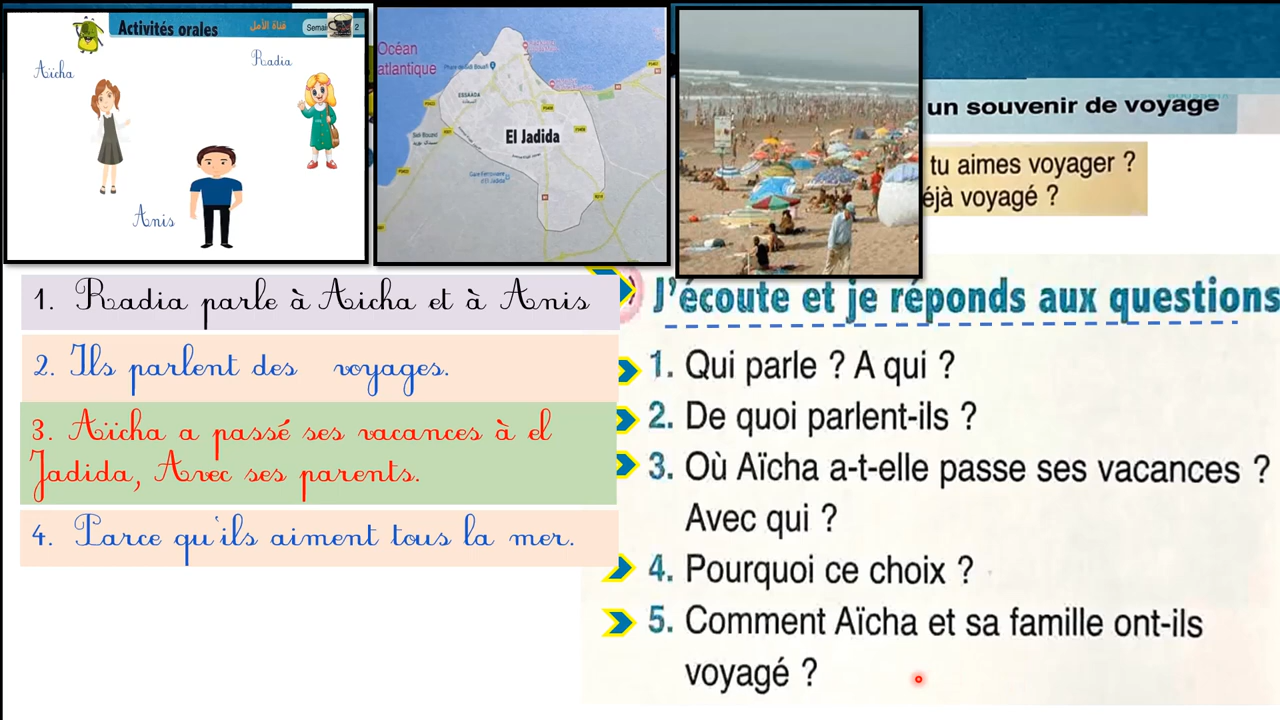 Activités orales
قناة الأمل
Semai
2
Aïcha
Radia
Anis
Océan
atlantique
ESSAADA
El Jadida
un souvenir de voyage
tu aimes voyager ?
éjà voyagé ?
J'écoute et je réponds aux questions
1. Radia parle à Aicha et à Anis
2. Ils parlent des voyages.
3. Aïcha a passé ses vacances à el
Jadida, Avec ses parents.
4. Parce qu'ils aiment tous la mer.
1. Qui parle ? A qui ?
2. De quoi parlent-ils ?
3. Où Aïcha a-t-elle passe ses vacances ?
Avec qui ?
4. Pourquoi ce choix ?
5. Comment Aïcha et sa famille ont-ils
voyagé ?